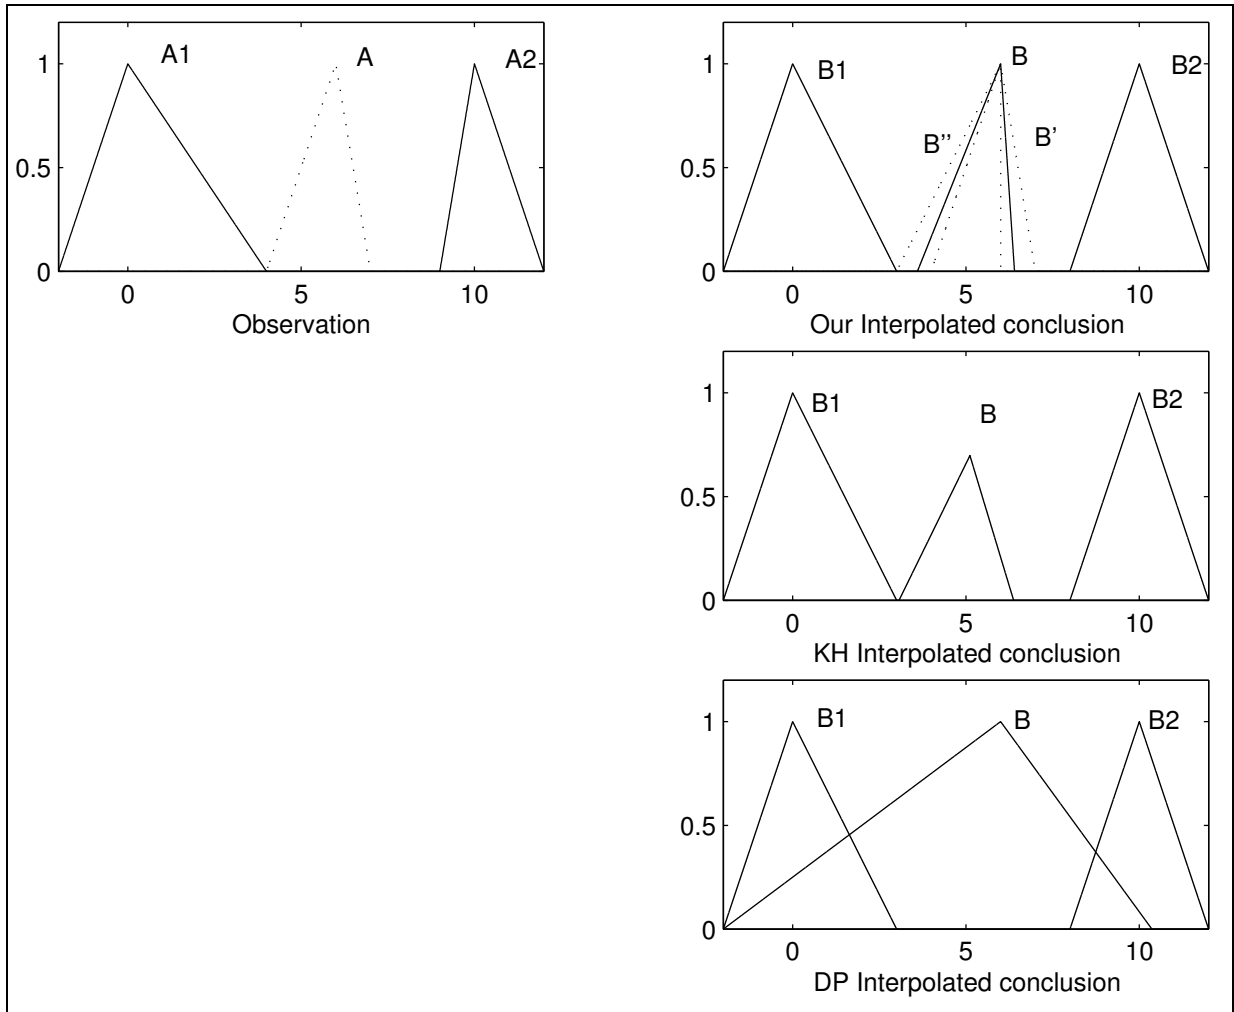 A1 A A2
1
0.5
0
0 5 10
Observation
B1 B B2
B’’ B’
1
0.5
0
0 5 10
Our Interpolated conclusion
B1 B B2
1
0.5
0
0 5 10
KH Interpolated conclusion
B1 B B2
1
0.5
0
0 5 10
DP Interpolated conclusion